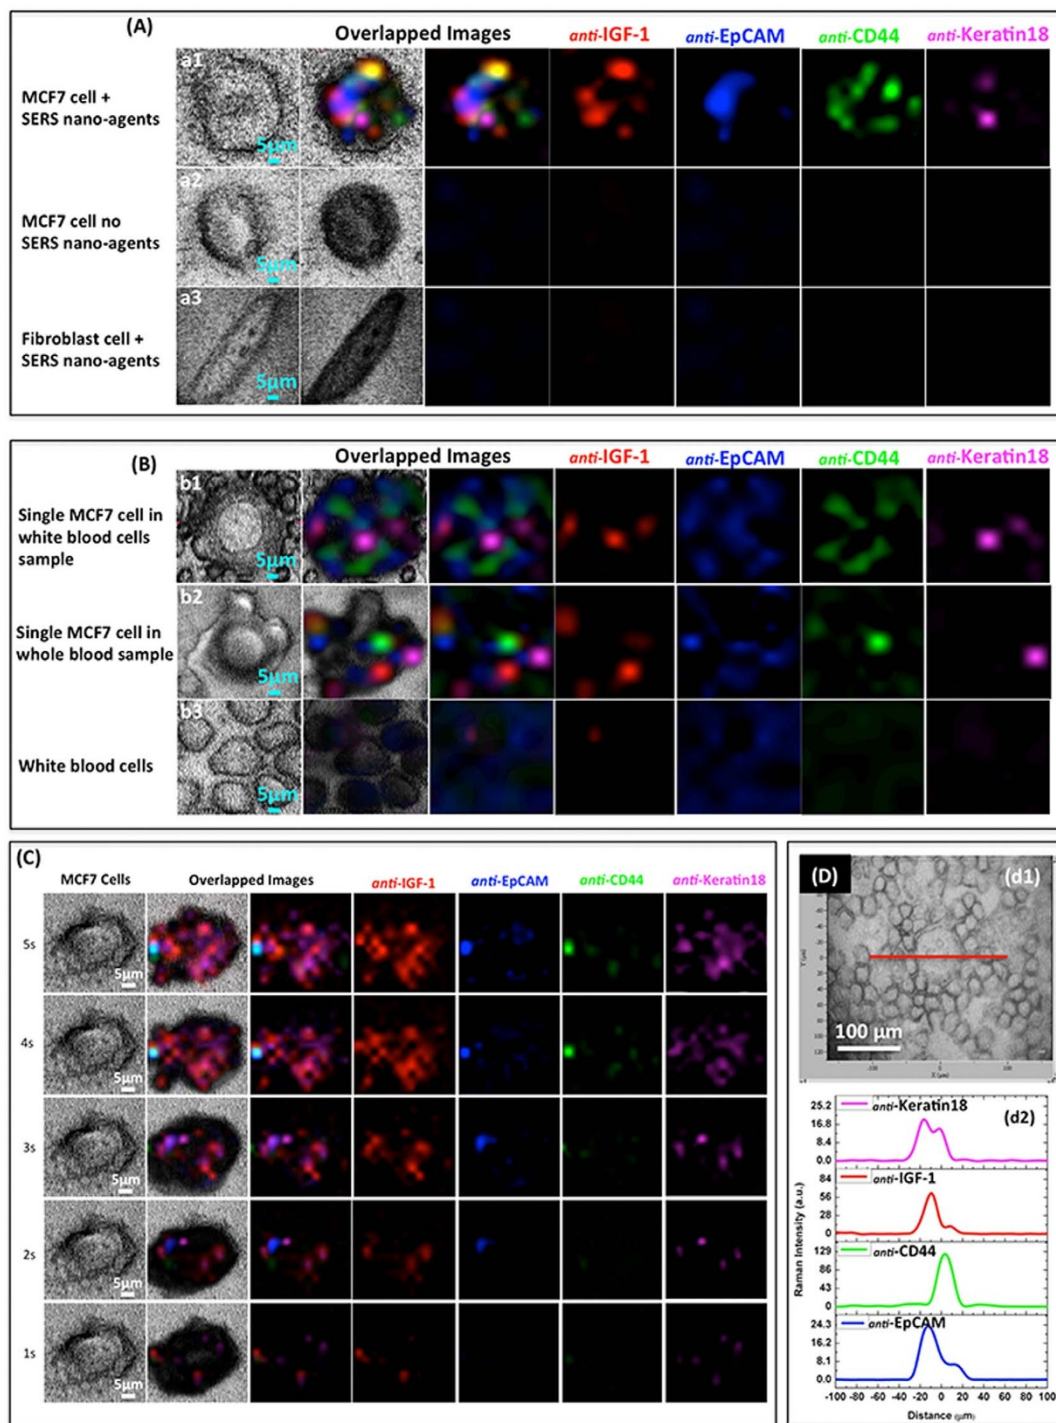 (A)
Overlapped Images anti-IGF-1 anti-EpCAM anti-CD44 anti-Keratin18
MCF7 cell +
SERS nano-agents
a1
5µm
MCF7 cell no
SERS nano-agents
a2
5µm
Fibroblast cell +
SERS nano-agents
a3
5µm
(B)
Overlapped Images anti-IGF-1 anti-EpCAM anti-CD44 anti-Keratin18
Single MCF7 cell in
white blood cells
sample
b1
5µm
Single MCF7 cell in
whole blood sample
b2
5µm
White blood cells
b3
5µm
(C)
MCF7 Cells Overlapped Images anti-IGF-1 anti-EpCAM anti-CD44 anti-Keratin18
5s
5µm
4s
5µm
3s
5µm
2s
5µm
1s
5µm
(D)
(d1)
100 µm
-100 0 100
X (µm)
(d2)
Raman Intensity (a.u.)
anti-Keratin18
25.2
16.8
8.4
0.0
anti-IGF-1
84
56
28
0
anti-CD44
129
86
43
0
anti-EpCAM
24.3
16.2
8.1
0.0
-100 -80 -60 -40 -20 0 20 40 60 80 100
Distance (µm)